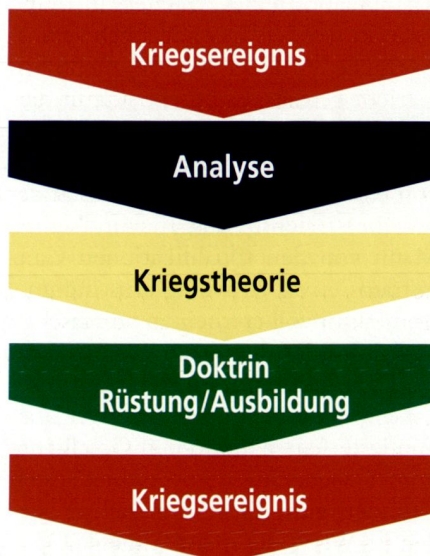 Kriegsereignis
Analyse
Kriegstheorie
Doktrin
Rüstung/Ausbildung
Kriegsereignis